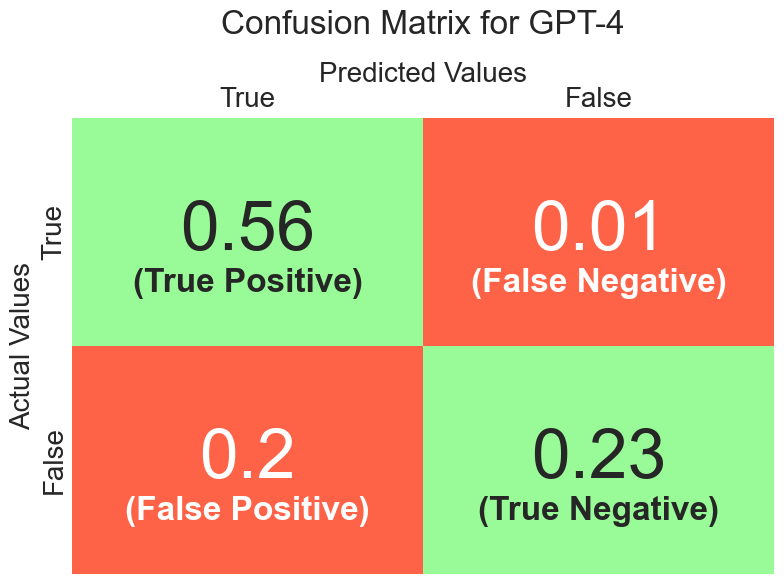 Confusion Matrix for GPT-4
Predicted Values
True
False
Actual Values
True
0.56
(True Positive)
0.01
(False Negative)
False
0.2
(False Positive)
0.23
(True Negative)